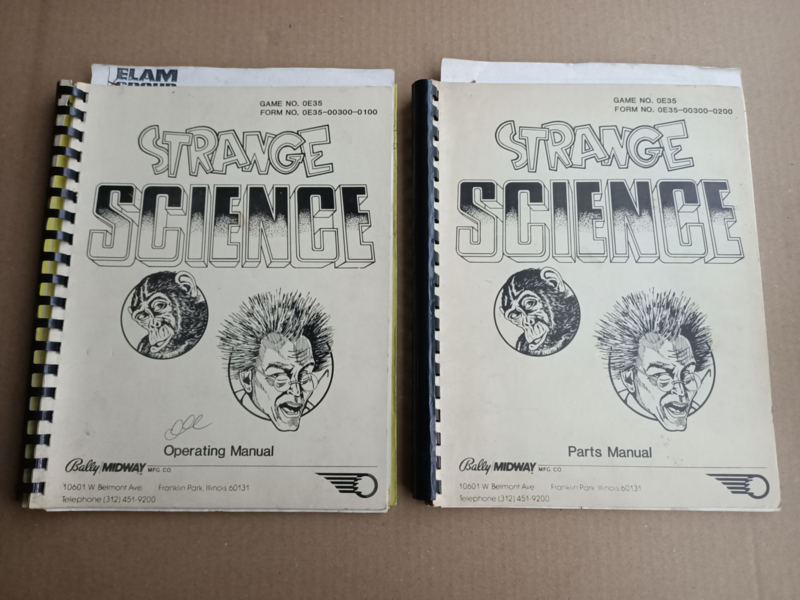 ELAM
GROUP
GAME NO. 0E35
FORM NO. 0E35-00300-0100
STRANGE
SCIENCE
Operating Manual
Bally MIDWAY MFG. CO.
10601 W Belmont Ave. Franklin Park, Illinois 60131
Telephone (312) 451-9200
GAME NO. 0E35
FORM NO. 0E35-00300-0200
STRANGE
SCIENCE
Parts Manual
Bally MIDWAY MFG. CO.
10601 W Belmont Ave. Franklin Park, Illinois 60131
Telephone (312) 451-9200